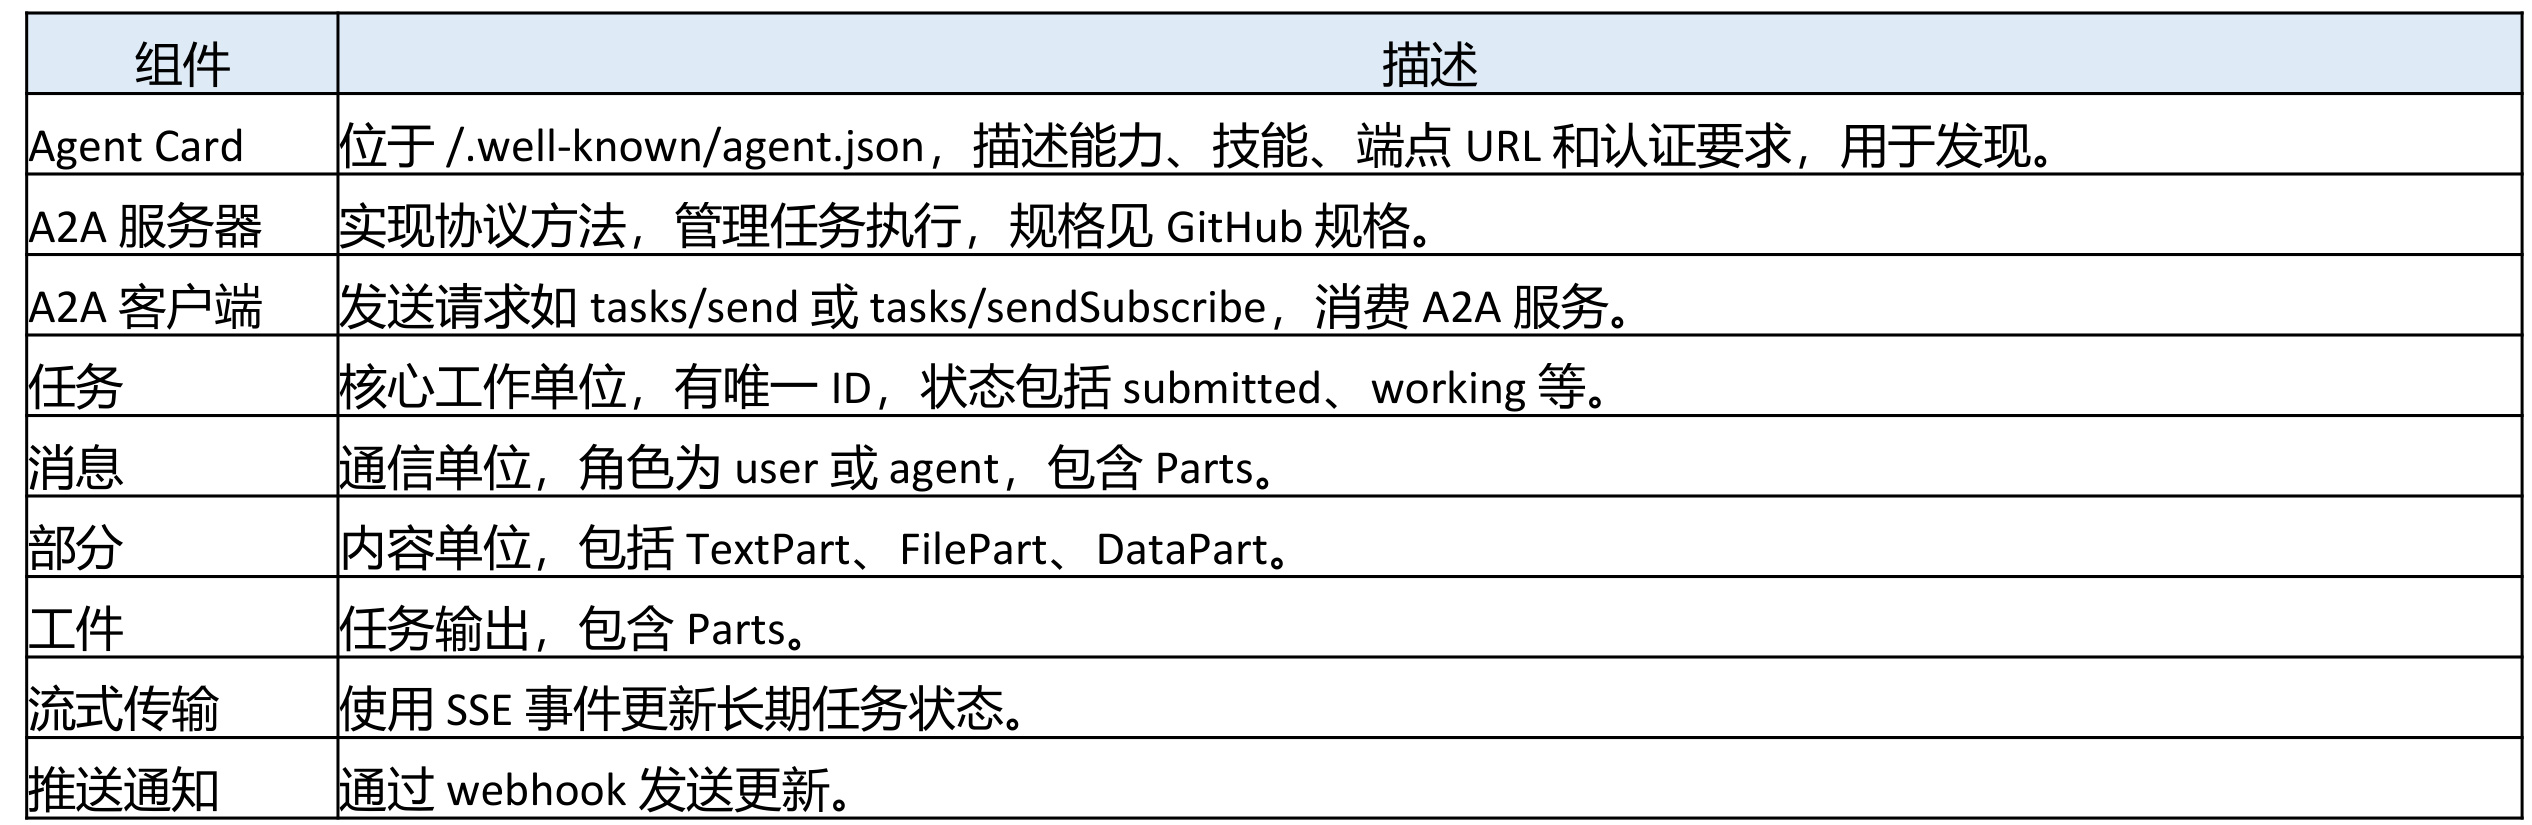 组件 描述
Agent Card 位于 /.well-known/agent.json，描述能力、技能、端点 URL 和认证要求，用于发现。
A2A 服务器 实现协议方法，管理任务执行，规格见 GitHub 规格。
A2A 客户端 发送请求如 tasks/send 或 tasks/sendSubscribe，消费 A2A 服务。
任务 核心工作单位，有唯一 ID，状态包括 submitted、working 等。
消息 通信单位，角色为 user 或 agent，包含 Parts。
部分 内容单位，包括 TextPart、FilePart、DataPart。
工件 任务输出，包含 Parts。
流式传输 使用 SSE 事件更新长期任务状态。
推送通知 通过 webhook 发送更新。